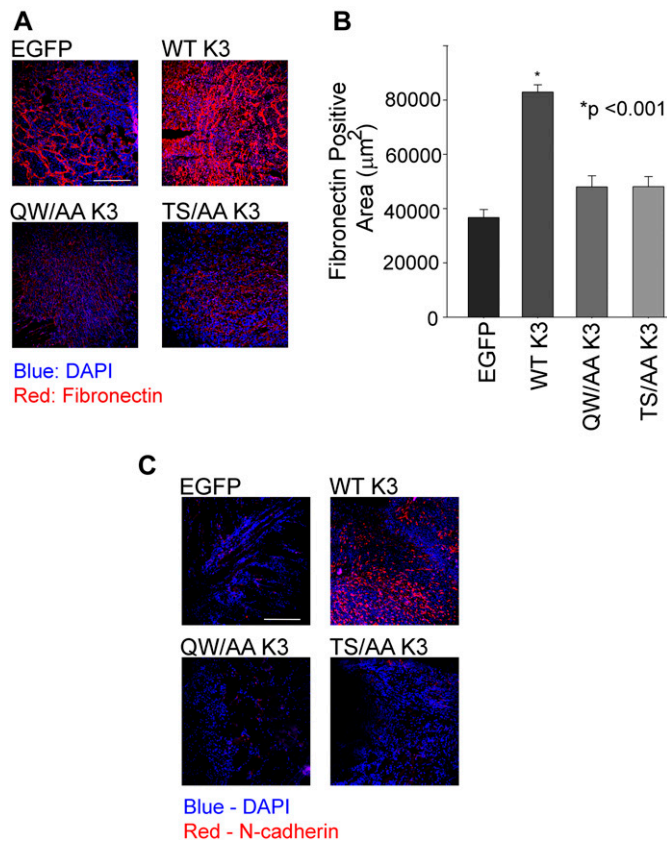 A
EGFP
WT K3
QW/AA K3
TS/AA K3
Blue: DAPI
Red: Fibronectin
B
Fibronectin Positive
Area (μm²)
80000
60000
40000
20000
0
*
*p <0.001
EGFP
WT K3
QW/AA K3
TS/AA K3
C
EGFP
WT K3
QW/AA K3
TS/AA K3
Blue - DAPI
Red - N-cadherin